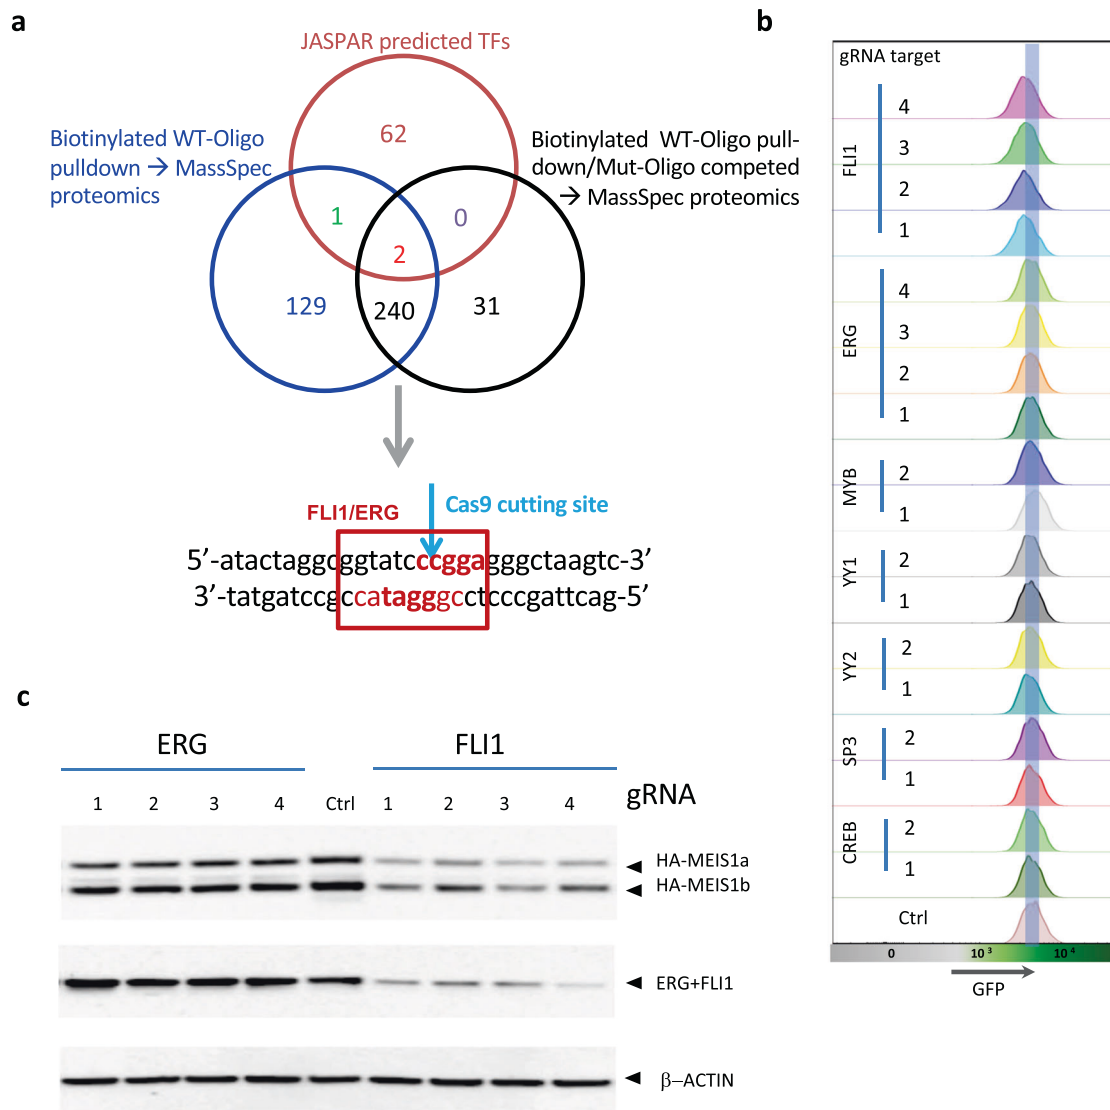 a
JASPAR predicted TFs
62
Biotinylated WT-Oligo
pulldown → MassSpec
proteomics
Biotinylated WT-Oligo pull-
down/Mut-Oligo competed
→ MassSpec proteomics
1
0
2
129
240
31
FLI1/ERG
Cas9 cutting site
5’-atactaggcggtatcccggagggctaagtc-3’
3’-tatgatccgccatagggcctcccgattcag-5’
b
gRNA target
FLI1
4
3
2
1
ERG
4
3
2
1
MYB
2
1
YY1
2
1
YY2
2
1
SP3
2
1
CREB
2
1
Ctrl
0 10 3 10 4
GFP
c
ERG FLI1
1 2 3 4 Ctrl 1 2 3 4 gRNA
HA-MEIS1a
HA-MEIS1b
ERG+FLI1
β–ACTIN